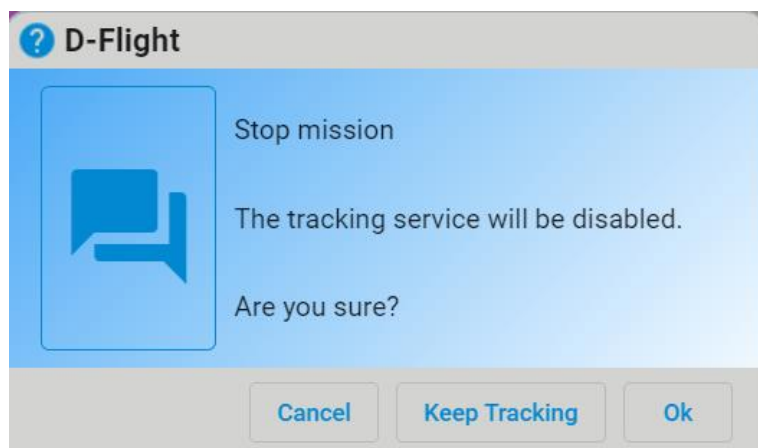 D-Flight
Stop mission
The tracking service will be disabled.
Are you sure?
Cancel Keep Tracking Ok